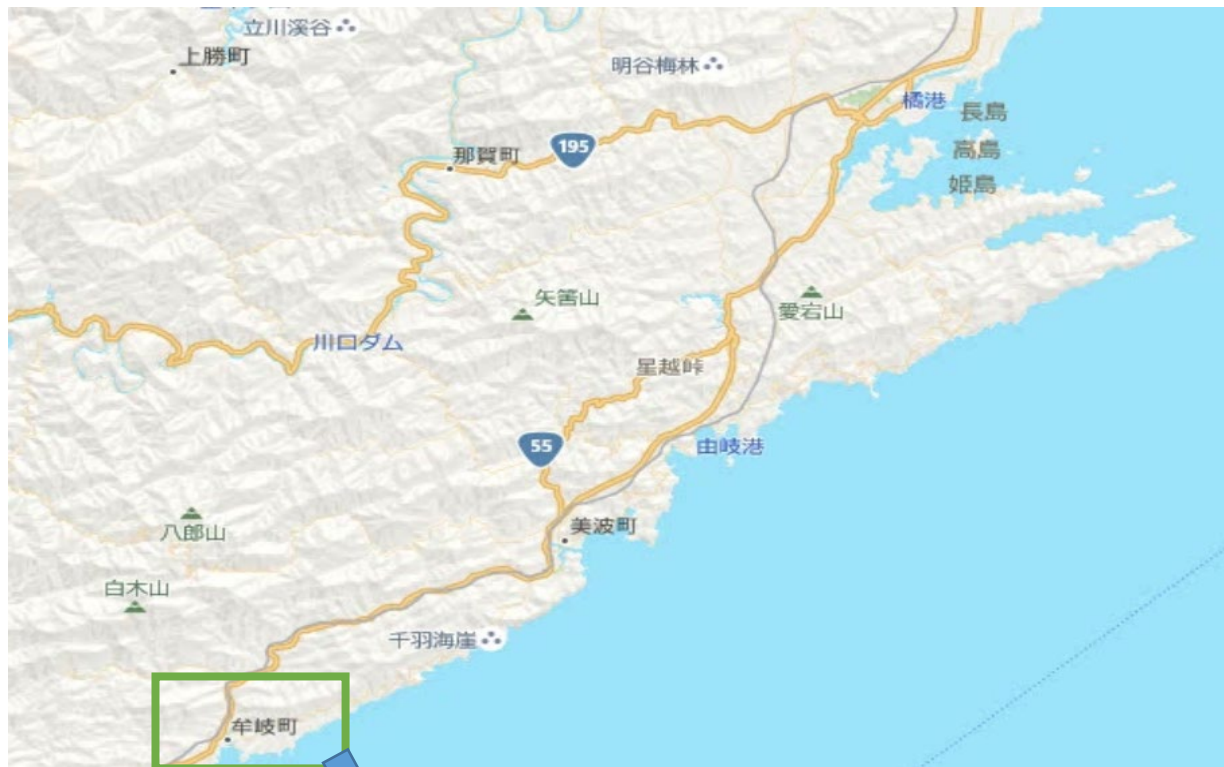 立川渓谷
上勝町
明谷梅林
橘港
長島
195
那賀町
高島
姫島
矢筈山
愛宕山
川口ダム
星越峠
55
由岐港
八郎山
美波町
白木山
千羽海崖
牟岐町